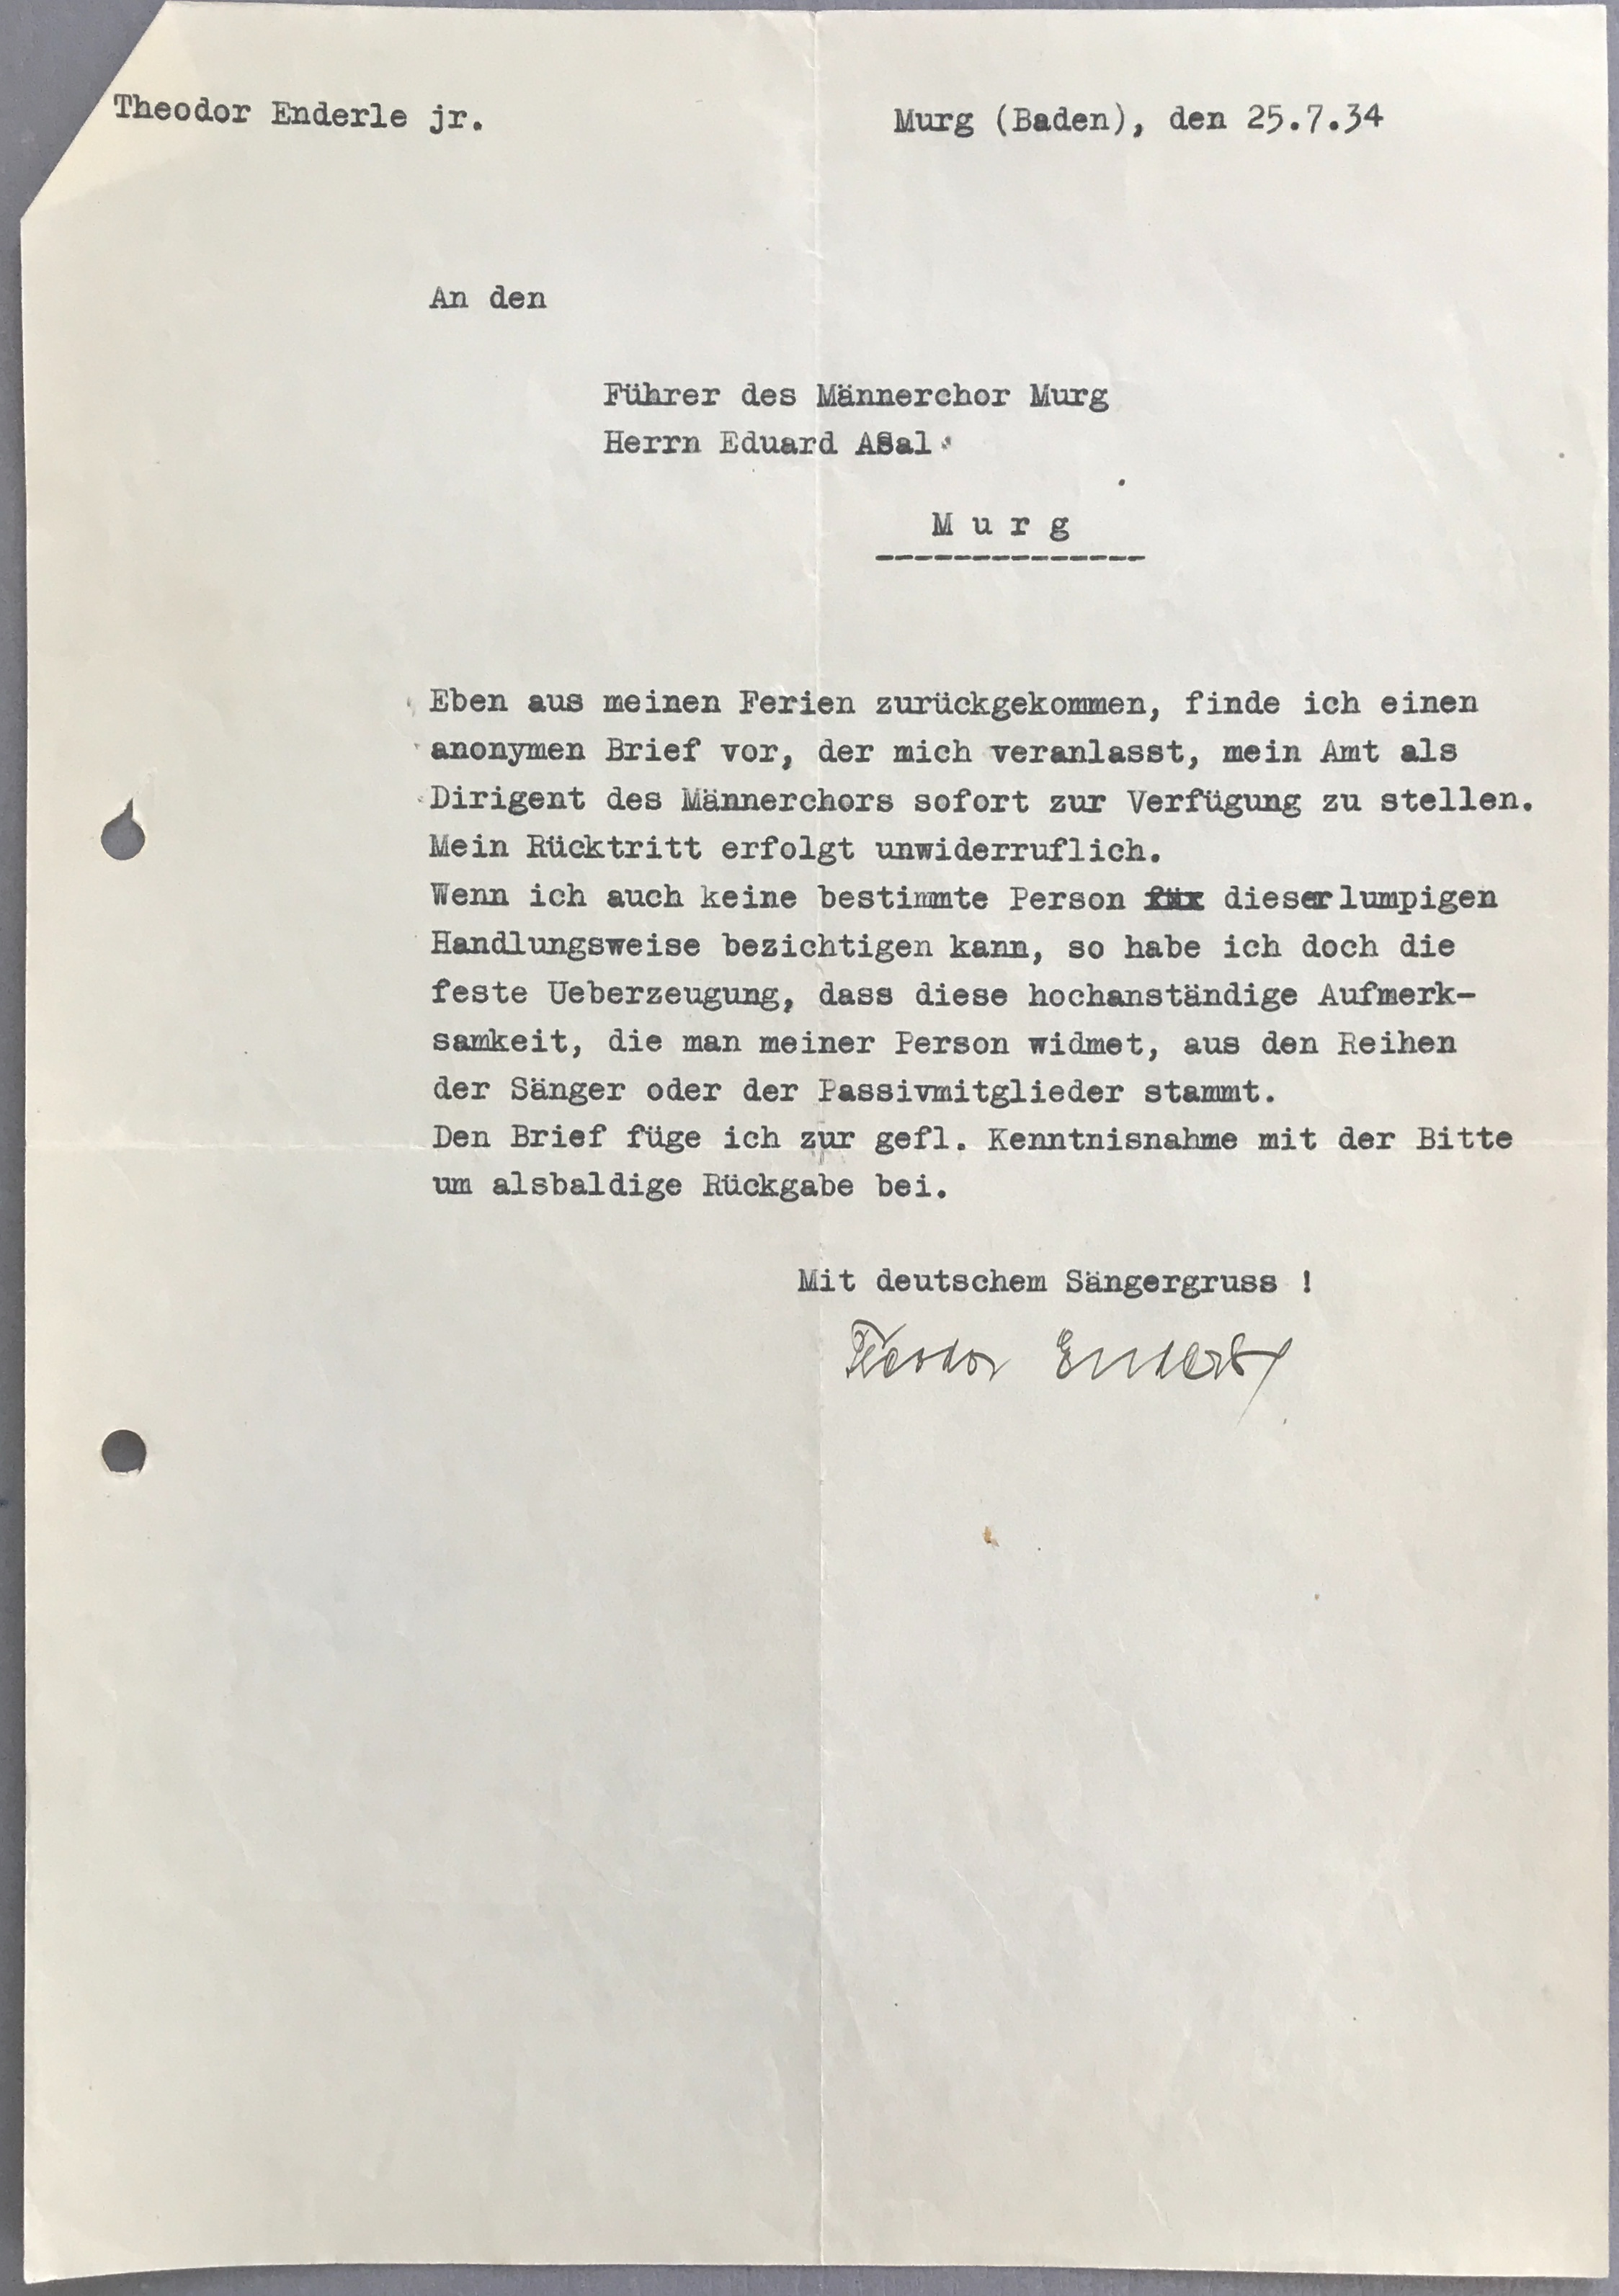 Theodor Enderle jr.
Murg (Baden), den 25.7.34
An den
Führer des Männerchor Murg
Herrn Eduard Asal
M u r g
--------------
Eben aus meinen Ferien zurückgekommen, finde ich einen
anonymen Brief vor, der mich veranlasst, mein Amt als
Dirigent des Männerchors sofort zur Verfügung zu stellen.
Mein Rücktritt erfolgt unwiderruflich.
Wenn ich auch keine bestimmte Person dieser lumpigen
Handlungsweise bezichtigen kann, so habe ich doch die
feste Ueberzeugung, dass diese hochanständige Aufmerk-
samkeit, die man meiner Person widmet, aus den Reihen
der Sänger oder der Passivmitglieder stammt.
Den Brief füge ich zur gefl. Kenntnisnahme mit der Bitte
um alsbaldige Rückgabe bei.
Mit deutschem Sängergruss !
Theodor Enderle